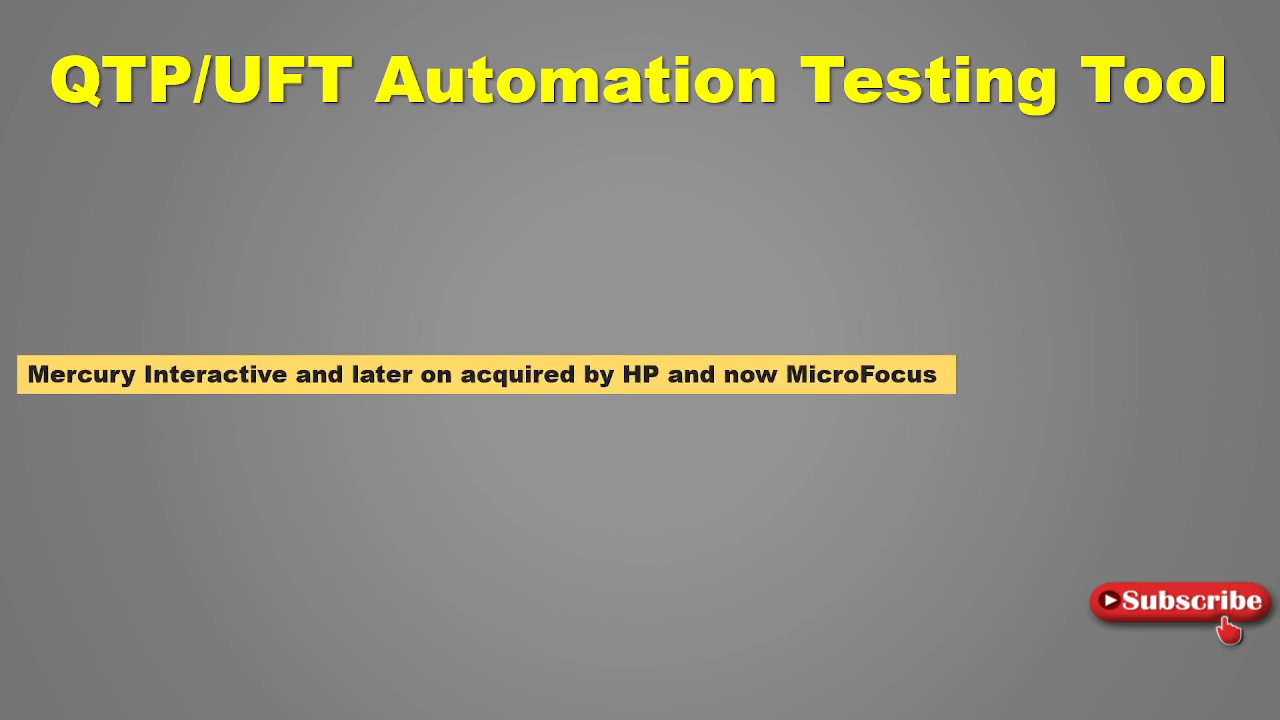 QTP/UFT Automation Testing Tool
Mercury Interactive and later on acquired by HP and now MicroFocus
Subscribe